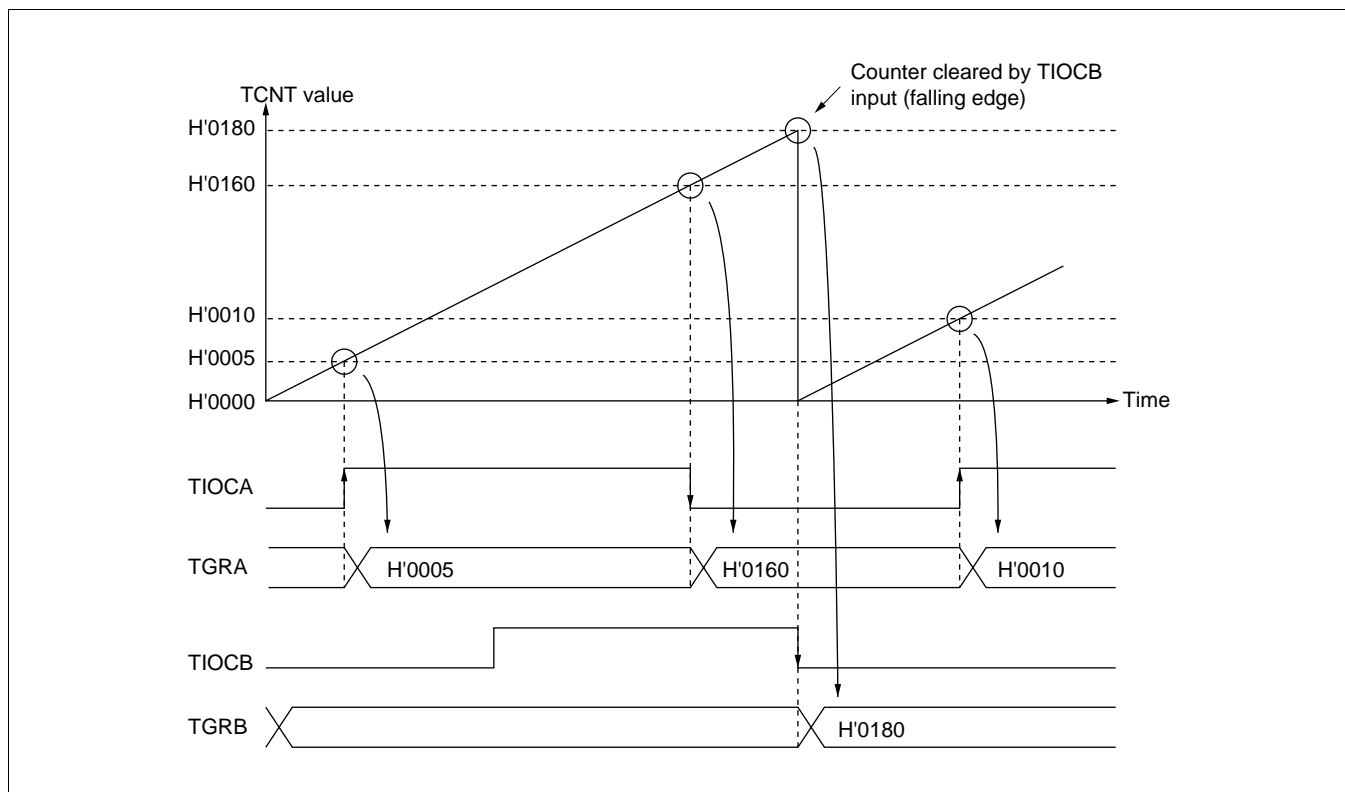 Counter cleared by TIOCB
input (falling edge)
TCNT value
H'0180
H'0160
H'0010
H'0005
H'0000
Time
TIOCA
TGRA
H'0005
H'0160
H'0010
TIOCB
TGRB
H'0180